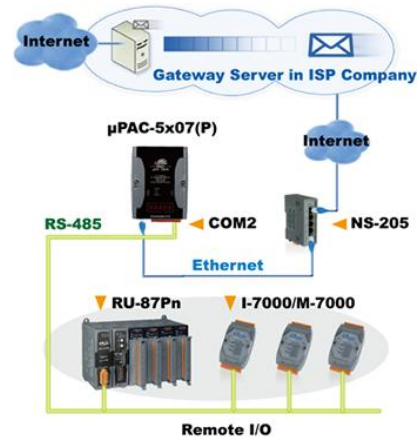 Internet
Gateway Server in ISP Company
Internet
µPAC-5x07(P)
RS-485
COM2
NS-205
Ethernet
RU-87Pn
I-7000/M-7000
Remote I/O